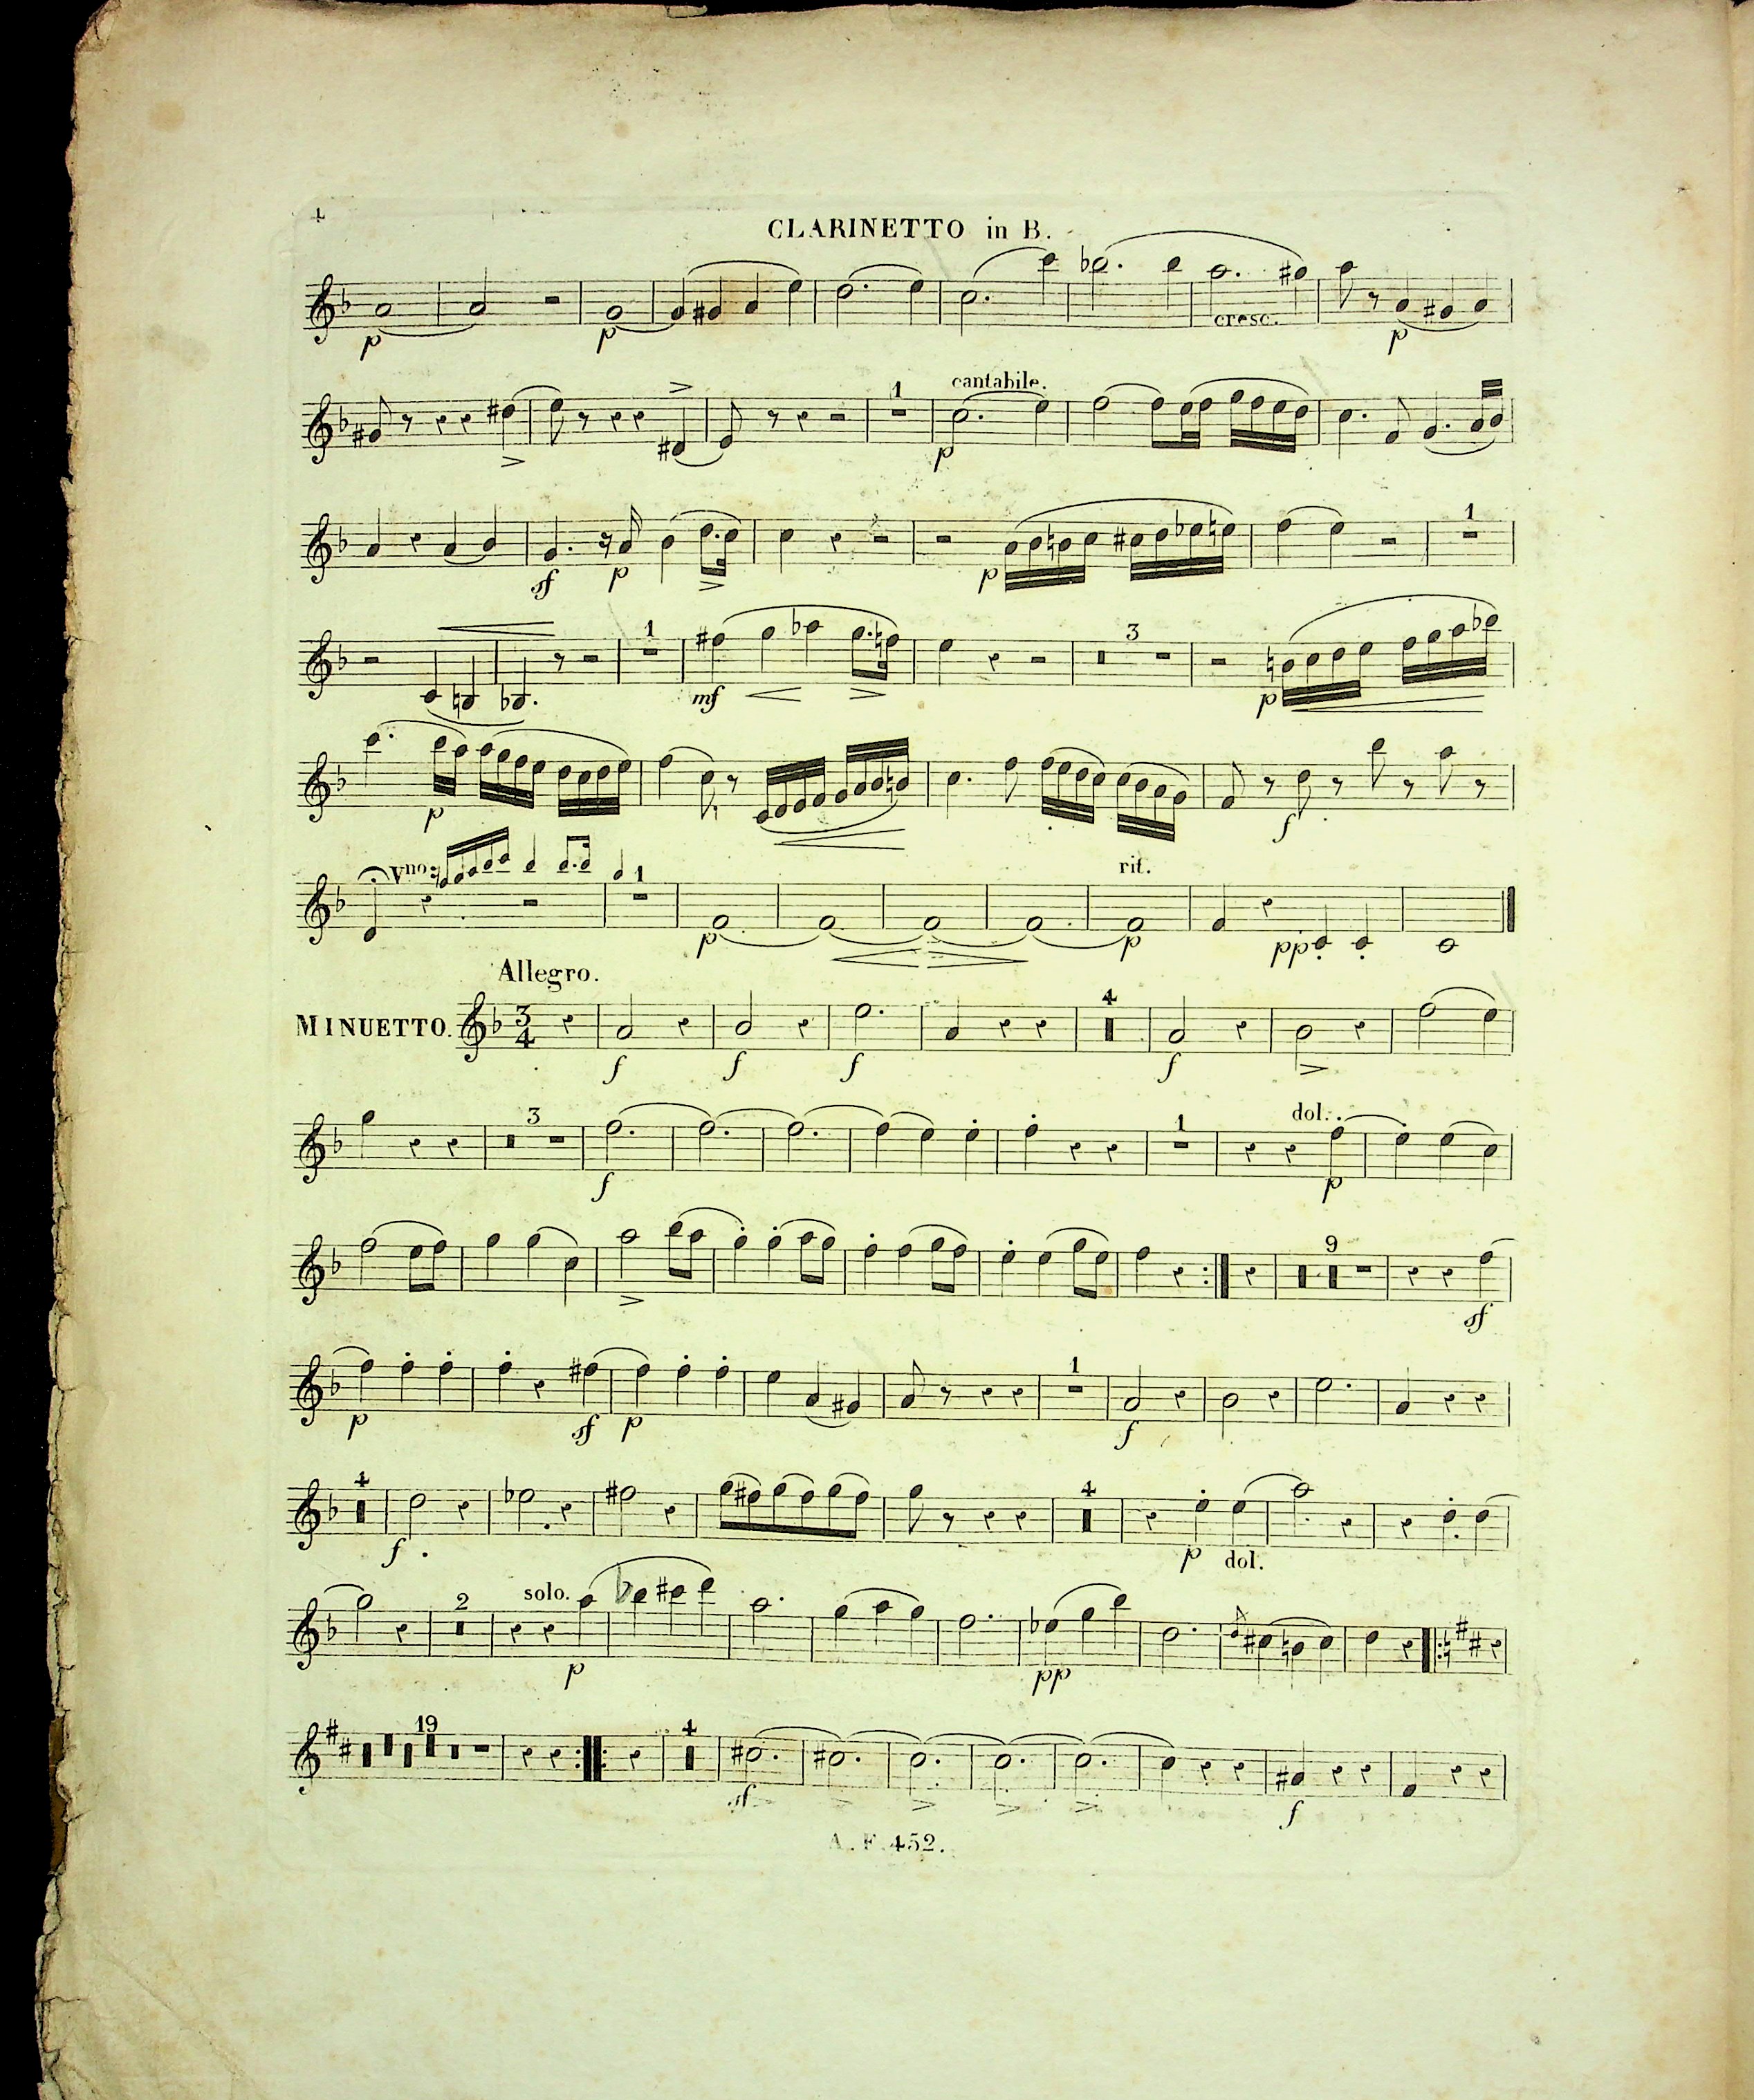 4
CLARINETTO in B.
p p cresc. p
cantabile.
1
p
1
sf p p
1 3
mf p
p f
Vno: 1 rit.
p p pp
Allegro.
MINUETTO. 3 4 4
f f f f
3 1 dol.
f p
9
sf
1
p sf p f
4 4
f p dol.
2 solo.
p pp
19 4
sf f
A.F.452.